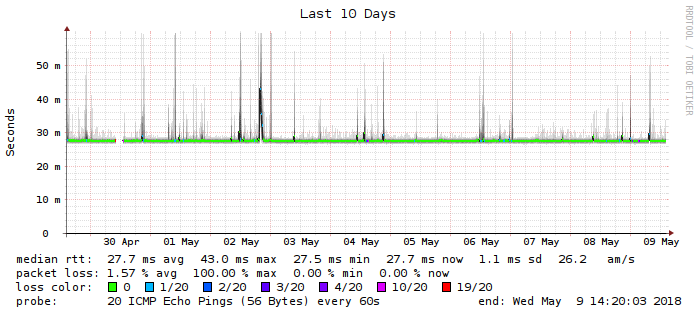 Last 10 Days
RRDTOOL / TOBI OETIKER
Seconds
50 m
40 m
30 m
20 m
10 m
0
30 Apr 01 May 02 May 03 May 04 May 05 May 06 May 07 May 08 May 09 May
median rtt: 27.7 ms avg 43.0 ms max 27.5 ms min 27.7 ms now 1.1 ms sd 26.2 am/s
packet loss: 1.57 % avg 100.00 % max 0.00 % min 0.00 % now
loss color: 0 1/20 2/20 3/20 4/20 10/20 19/20
probe: 20 ICMP Echo Pings (56 Bytes) every 60s end: Wed May 9 14:20:03 2018